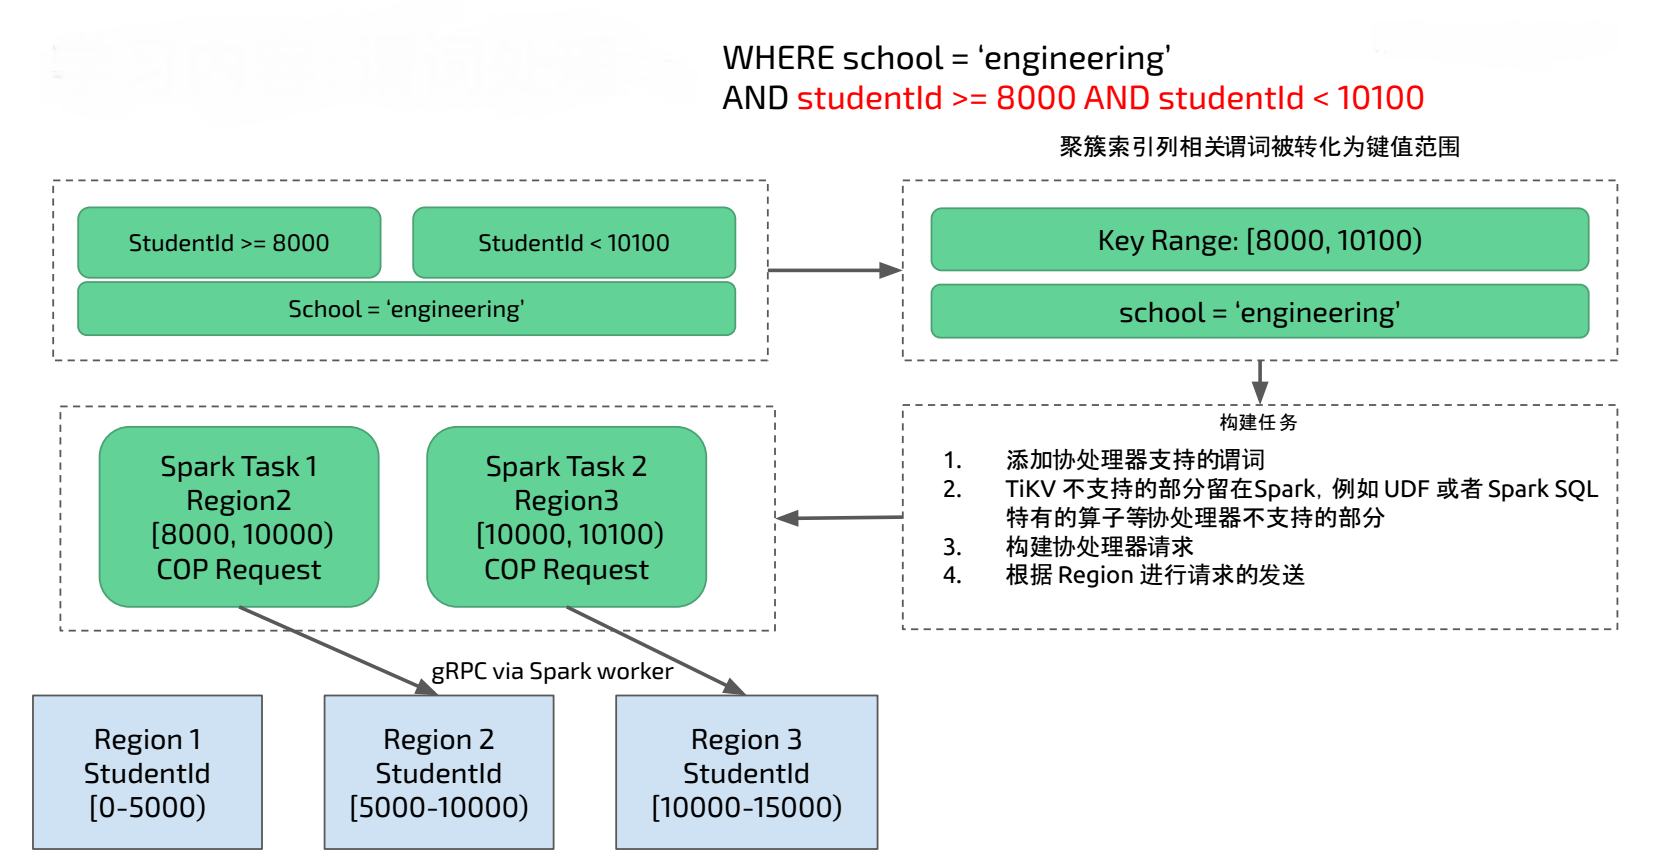 WHERE school = ‘engineering’
AND studentId >= 8000 AND studentId < 10100
聚簇索引列相关谓词被转化为键值范围
StudentId >= 8000
StudentId < 10100
School = ‘engineering’
Key Range: [8000, 10100)
school = ‘engineering’
构建任务
1. 添加协处理器支持的谓词
2. TiKV 不支持的部分留在Spark, 例如 UDF 或者 Spark SQL
特有的算子等协处理器不支持的部分
3. 构建协处理器请求
4. 根据 Region 进行请求的发送
Spark Task 1
Region2
[8000, 10000)
COP Request
Spark Task 2
Region3
[10000, 10100)
COP Request
gRPC via Spark worker
Region 1
StudentId
[0-5000)
Region 2
StudentId
[5000-10000)
Region 3
StudentId
[10000-15000)